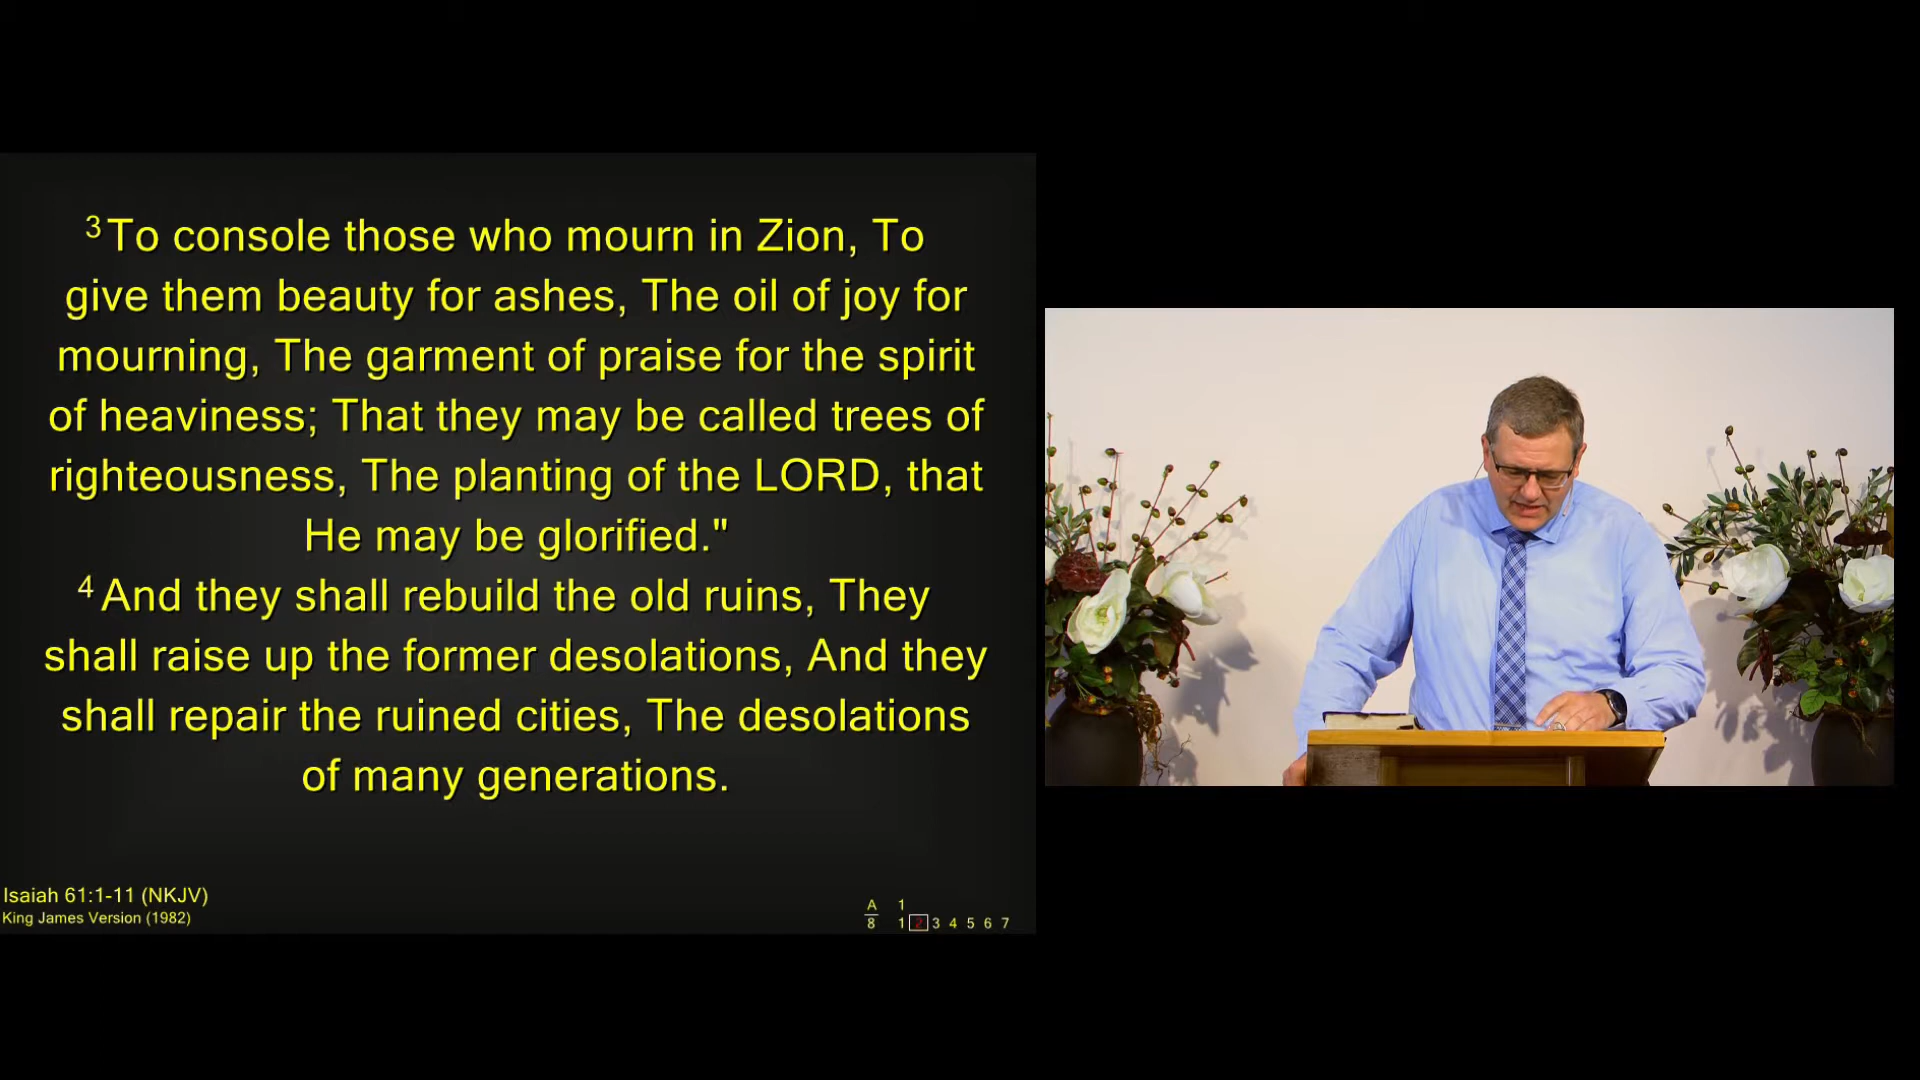 3 To console those who mourn in Zion, To
give them beauty for ashes, The oil of joy for
mourning, The garment of praise for the spirit
of heaviness; That they may be called trees of
righteousness, The planting of the LORD, that
He may be glorified."
4 And they shall rebuild the old ruins, They
shall raise up the former desolations, And they
shall repair the ruined cities, The desolations
of many generations.
Isaiah 61:1-11 (NKJV)
King James Version (1982)
A 1
8 1 2 3 4 5 6 7